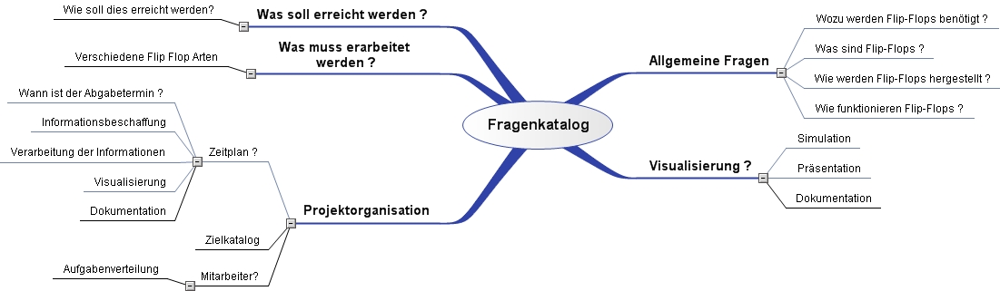 Fragenkatalog
Was soll erreicht werden ?
Wie soll dies erreicht werden?
Was muss erarbeitet
werden ?
Verschiedene Flip Flop Arten
Projektorganisation
Zeitplan ?
Wann ist der Abgabetermin ?
Informationsbeschaffung
Verarbeitung der Informationen
Visualisierung
Dokumentation
Zielkatalog
Mitarbeiter?
Aufgabenverteilung
Allgemeine Fragen
Wozu werden Flip-Flops benötigt ?
Was sind Flip-Flops ?
Wie werden Flip-Flops hergestellt ?
Wie funktionieren Flip-Flops ?
Visualisierung ?
Simulation
Präsentation
Dokumentation